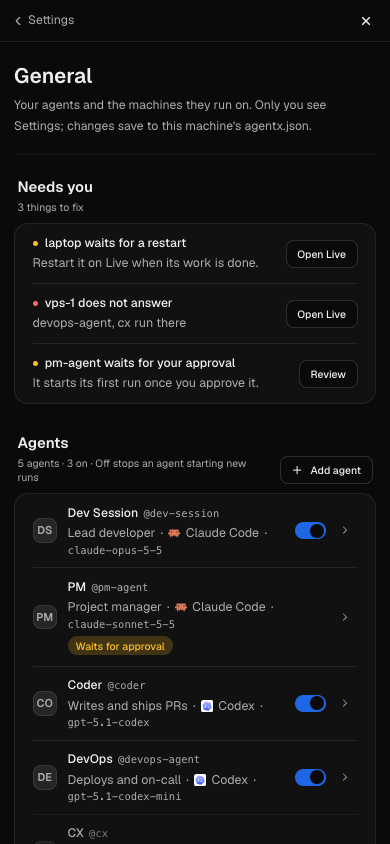 Settings
General
Your agents and the machines they run on. Only you see
Settings; changes save to this machine's agentx.json.
Needs you
3 things to fix
laptop waits for a restart
Restart it on Live when its work is done.
Open Live
vps-1 does not answer
devops-agent, cx run there
Open Live
pm-agent waits for your approval
It starts its first run once you approve it.
Review
Agents
5 agents · 3 on · Off stops an agent starting new
runs
+ Add agent
DS
Dev Session @dev-session
Lead developer · Claude Code ·
claude-opus-5-5
PM
PM @pm-agent
Project manager · Claude Code ·
claude-sonnet-5-5
Waits for approval
CO
Coder @coder
Writes and ships PRs · Codex ·
gpt-5.1-codex
DE
DevOps @devops-agent
Deploys and on-call · Codex ·
gpt-5.1-codex-mini
CX @cx